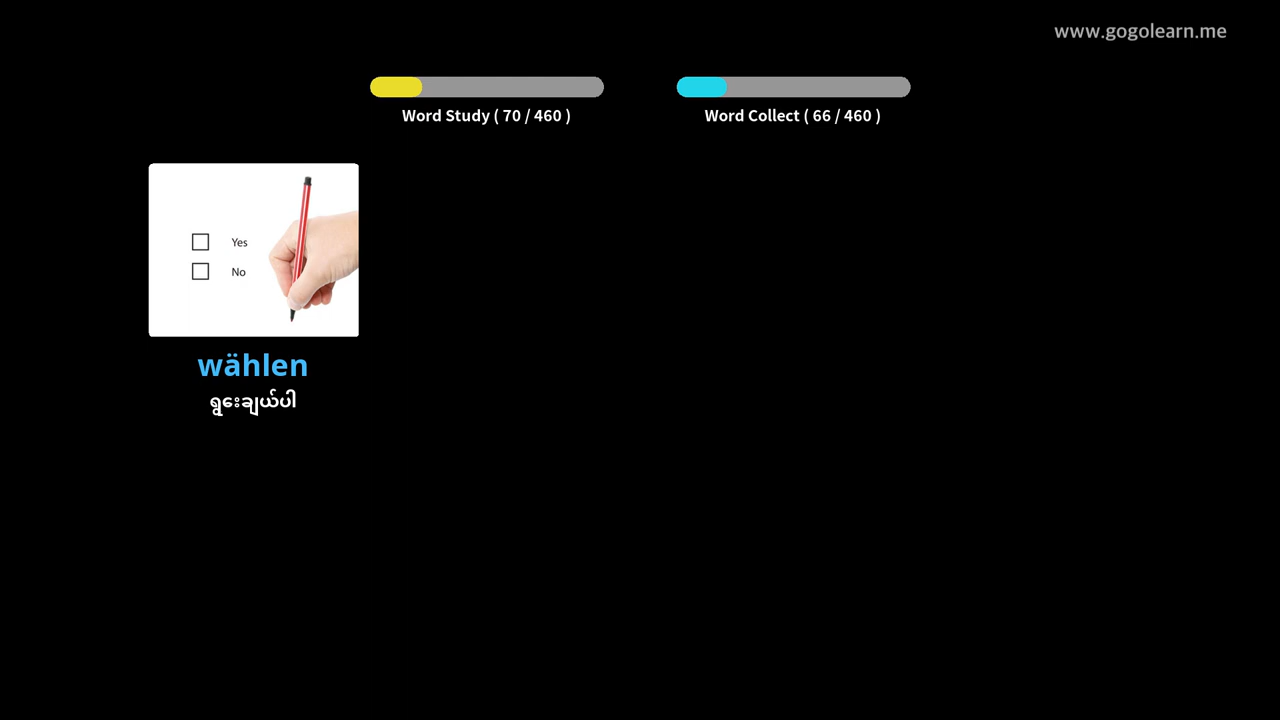 www.gogolearn.me
Word Study ( 70 / 460 )
Word Collect ( 66 / 460 )
Yes
No
wählen
ရွေးချယ်ပါ